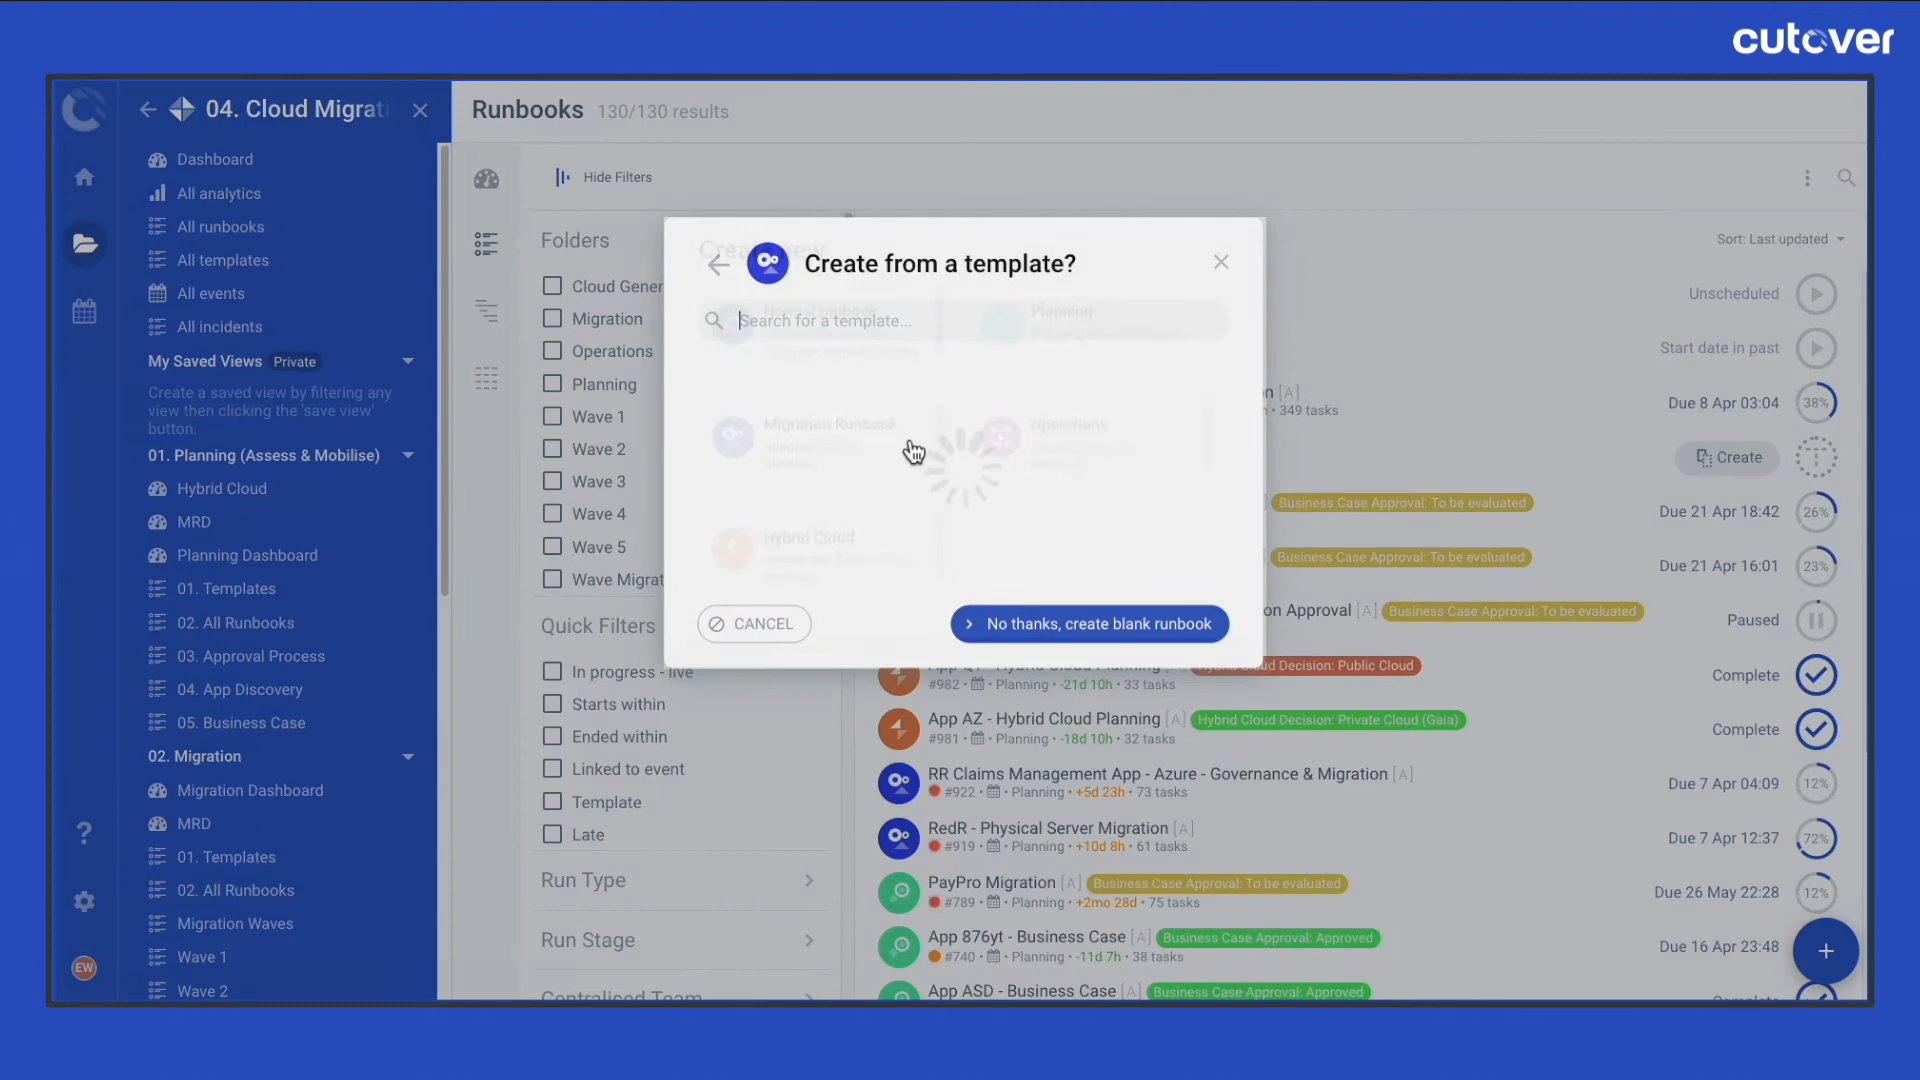 cutover
04. Cloud Migrati
Runbooks 130/130 results
Dashboard
All analytics
All runbooks
All templates
All events
All incidents
My Saved Views Private
Create a saved view by filtering any
view then clicking the 'save view'
button.
01. Planning (Assess & Mobilise)
Hybrid Cloud
MRD
Planning Dashboard
01. Templates
02. All Runbooks
03. Approval Process
04. App Discovery
05. Business Case
02. Migration
Migration Dashboard
MRD
01. Templates
02. All Runbooks
Migration Waves
Wave 1
Wave 2
?
EW
Hide Filters
Folders
Cloud Gener
Migration
Operations
Planning
Wave 1
Wave 2
Wave 3
Wave 4
Wave 5
Wave Migrat
Quick Filters
In progress - live
Starts within
Ended within
Linked to event
Template
Late
Run Type
Run Stage
Centralised Team
Create new
Create from a template?
Search for a template...
Normal runbook
Planning
Migration Runbook
Operations
Hybrid Cloud
CANCEL
No thanks, create blank runbook
Sort: Last updated
Unscheduled
Start date in past
on [A]
349 tasks
Due 8 Apr 03:04 38%
Create
Business Case Approval: To be evaluated
Due 21 Apr 18:42 26%
Business Case Approval: To be evaluated
Due 21 Apr 16:01 23%
on Approval [A] Business Case Approval: To be evaluated
Paused
Hybrid Cloud Planning [A] Hybrid Cloud Decision: Public Cloud
#982 • Planning • -21d 10h • 33 tasks
Complete
App AZ - Hybrid Cloud Planning [A] Hybrid Cloud Decision: Private Cloud (Gaia)
#981 • Planning • -18d 10h • 32 tasks
Complete
RR Claims Management App - Azure - Governance & Migration [A]
#922 • Planning • +5d 23h • 73 tasks
Due 7 Apr 04:09 12%
RedR - Physical Server Migration [A]
#919 • Planning • +10d 8h • 61 tasks
Due 7 Apr 12:37 72%
PayPro Migration [A] Business Case Approval: To be evaluated
#789 • Planning • +2mo 28d • 75 tasks
Due 26 May 22:28 12%
App 876yt - Business Case [A] Business Case Approval: Approved
#740 • Planning • -11d 7h • 38 tasks
Due 16 Apr 23:48
+
App ASD - Business Case [A] Business Case Approval: Approved
Complete